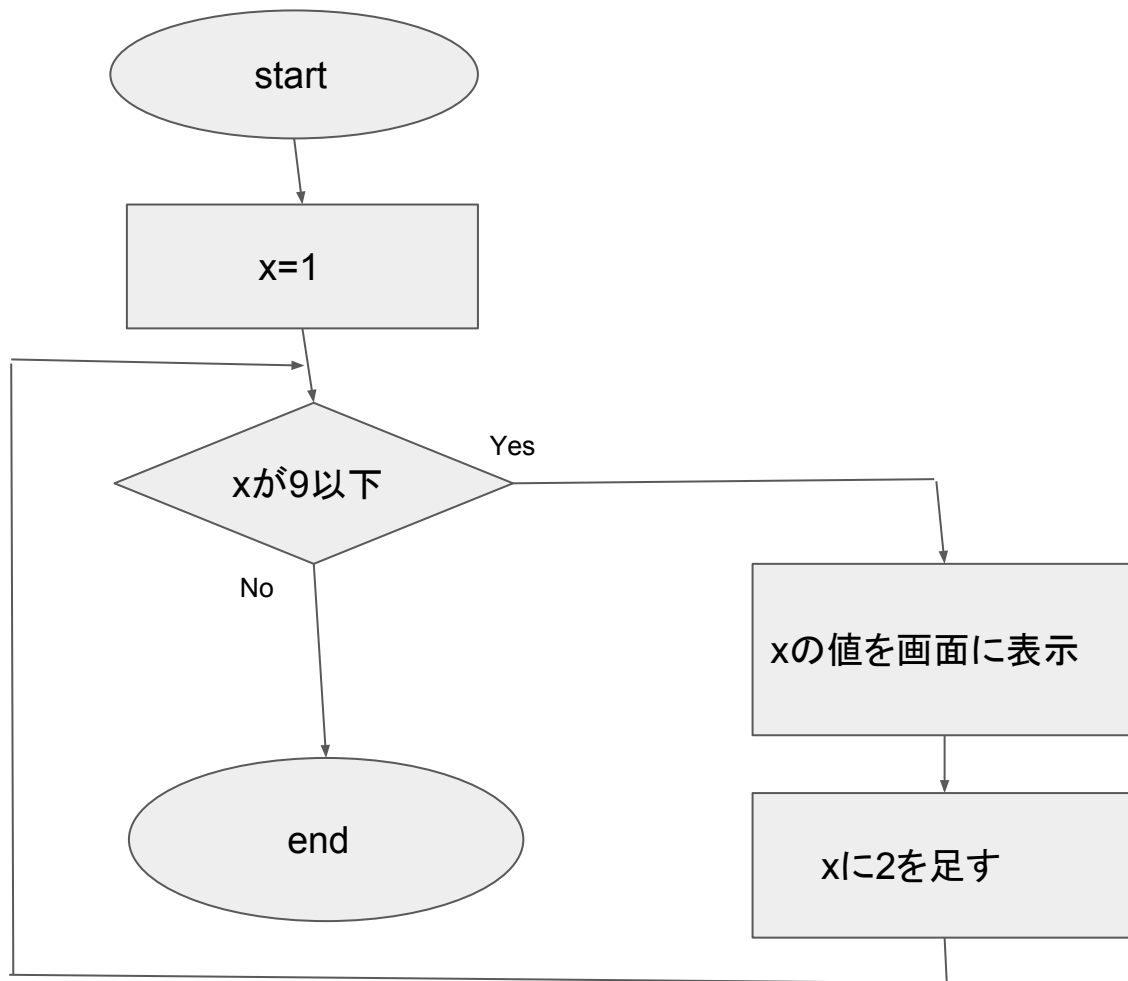 start
x=1
Yes
xが9以下
No
xの値を画面に表示
end
xに2を足す